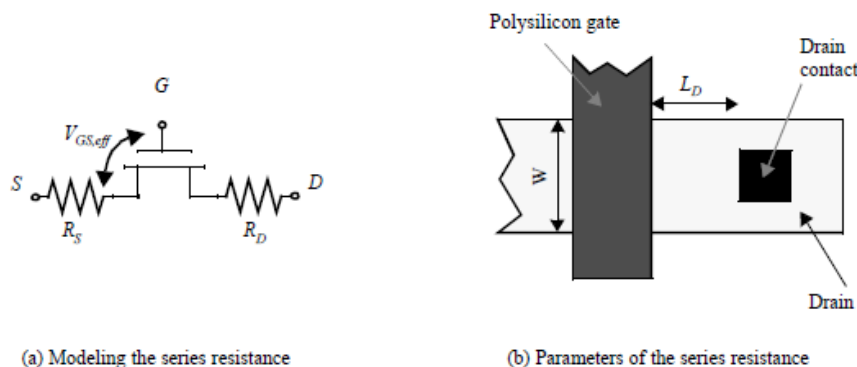 Polysilicon gate
Drain
contact
G
L_D
V_GS,eff
W
S
D
R_S
R_D
Drain
(a) Modeling the series resistance
(b) Parameters of the series resistance